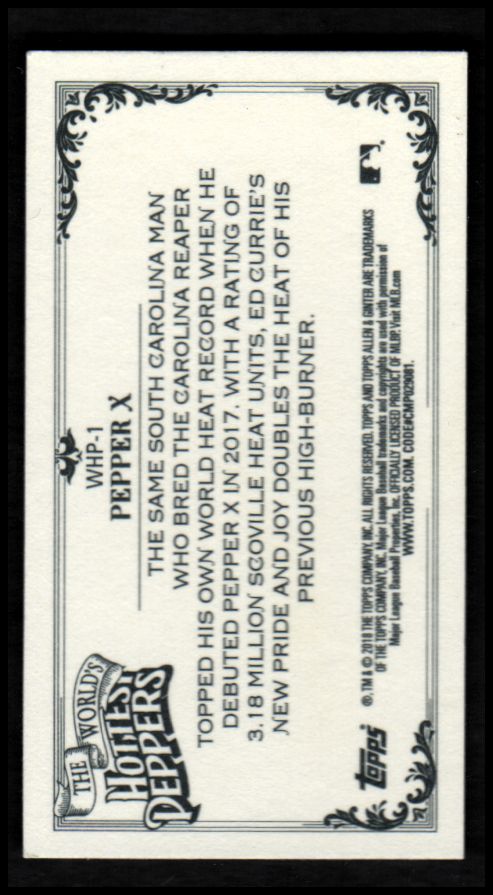 THE WORLD'S
HOTTEST
PEPPERS
WHP-1
PEPPER X
THE SAME SOUTH CAROLINA MAN
WHO BRED THE CAROLINA REAPER
TOPPED HIS OWN WORLD HEAT RECORD WHEN HE
DEBUTED PEPPER X IN 2017. WITH A RATING OF
3.18 MILLION SCOVILLE HEAT UNITS, ED CURRIE'S
NEW PRIDE AND JOY DOUBLES THE HEAT OF HIS
PREVIOUS HIGH-BURNER.
topps
®, TM & © 2018 THE TOPPS COMPANY, INC. ALL RIGHTS RESERVED. TOPPS AND TOPPS ALLEN & GINTER ARE TRADEMARKS
OF THE TOPPS COMPANY, INC. Major League Baseball trademarks and copyrights are used with permission of
Major League Baseball Properties, Inc. OFFICIALLY LICENSED PRODUCT OF MLBP. Visit MLB.com
WWW.TOPPS.COM. CODE#CMP029081.